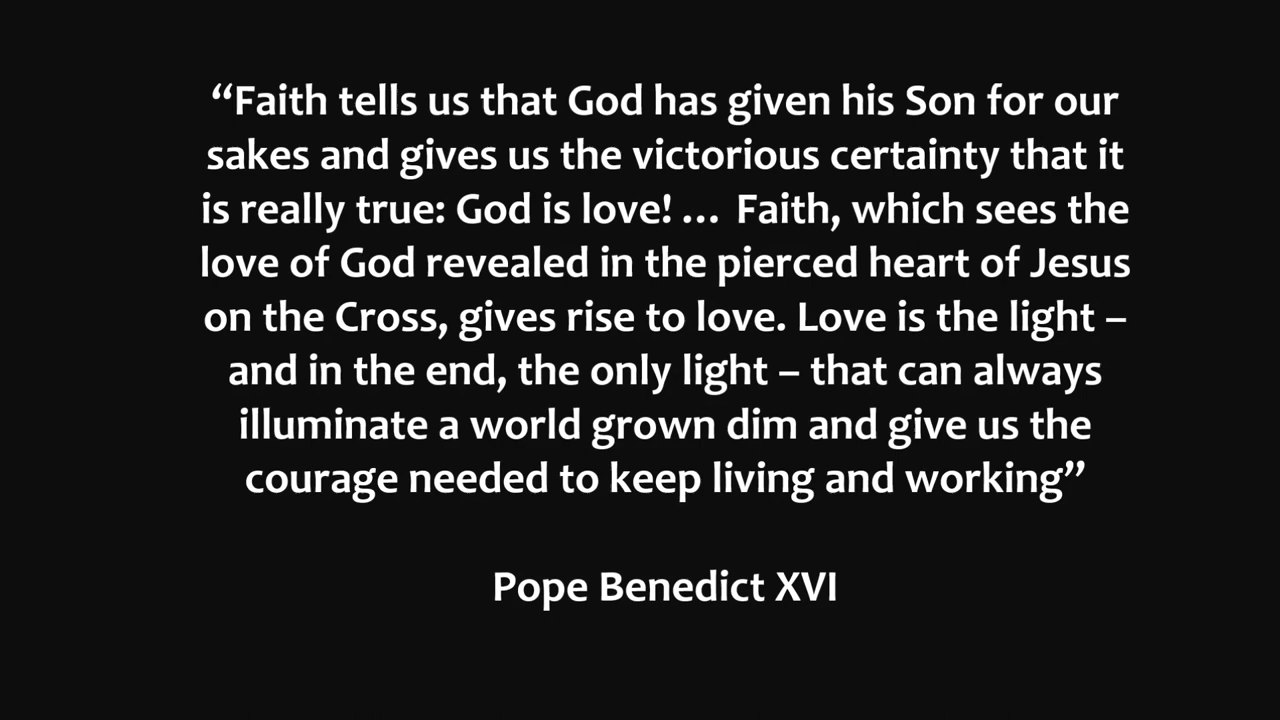 “Faith tells us that God has given his Son for our
sakes and gives us the victorious certainty that it
is really true: God is love! … Faith, which sees the
love of God revealed in the pierced heart of Jesus
on the Cross, gives rise to love. Love is the light –
and in the end, the only light – that can always
illuminate a world grown dim and give us the
courage needed to keep living and working”
Pope Benedict XVI